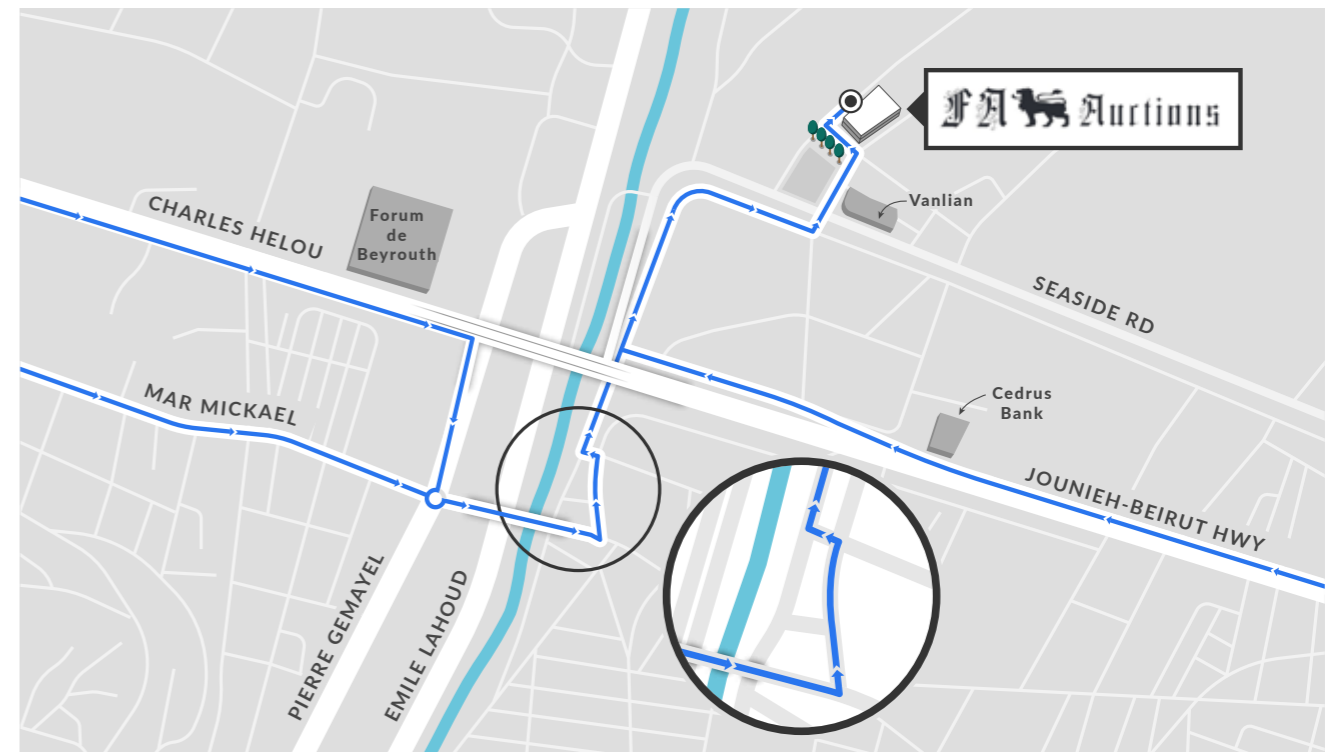 FA Auctions
CHARLES HELOU
Forum
de
Beyrouth
Vanlian
SEASIDE RD
MAR MICKAEL
Cedrus
Bank
JOUNIEH-BEIRUT HWY
PIERRE GEMAYEL
EMILE LAHOUD